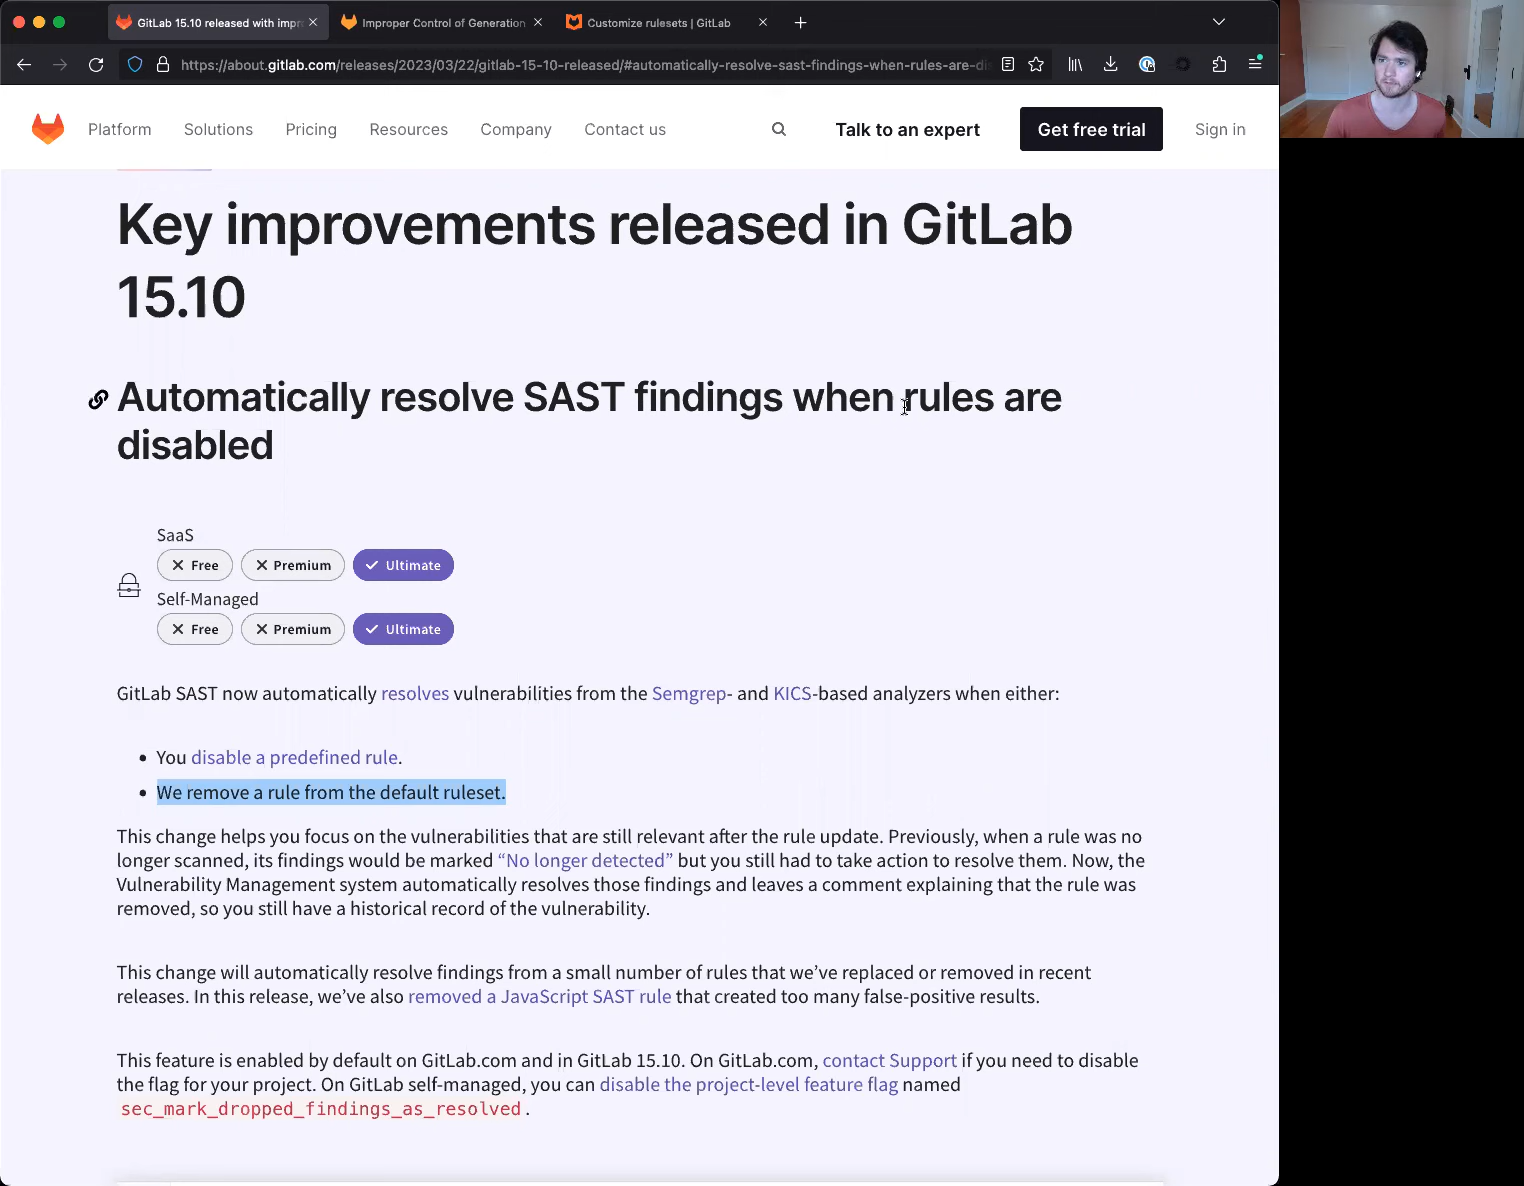 GitLab 15.10 released with impr
Improper Control of Generation
Customize rulesets | GitLab
https://about.gitlab.com/releases/2023/03/22/gitlab-15-10-released/#automatically-resolve-sast-findings-when-rules-are-di
Platform Solutions Pricing Resources Company Contact us Talk to an expert Get free trial Sign in
Key improvements released in GitLab
15.10
Automatically resolve SAST findings when rules are
disabled
SaaS
Free Premium Ultimate
Self-Managed
Free Premium Ultimate
GitLab SAST now automatically resolves vulnerabilities from the Semgrep- and KICS-based analyzers when either:
• You disable a predefined rule.
• We remove a rule from the default ruleset.
This change helps you focus on the vulnerabilities that are still relevant after the rule update. Previously, when a rule was no
longer scanned, its findings would be marked “No longer detected” but you still had to take action to resolve them. Now, the
Vulnerability Management system automatically resolves those findings and leaves a comment explaining that the rule was
removed, so you still have a historical record of the vulnerability.
This change will automatically resolve findings from a small number of rules that we’ve replaced or removed in recent
releases. In this release, we’ve also removed a JavaScript SAST rule that created too many false-positive results.
This feature is enabled by default on GitLab.com and in GitLab 15.10. On GitLab.com, contact Support if you need to disable
the flag for your project. On GitLab self-managed, you can disable the project-level feature flag named
sec_mark_dropped_findings_as_resolved.